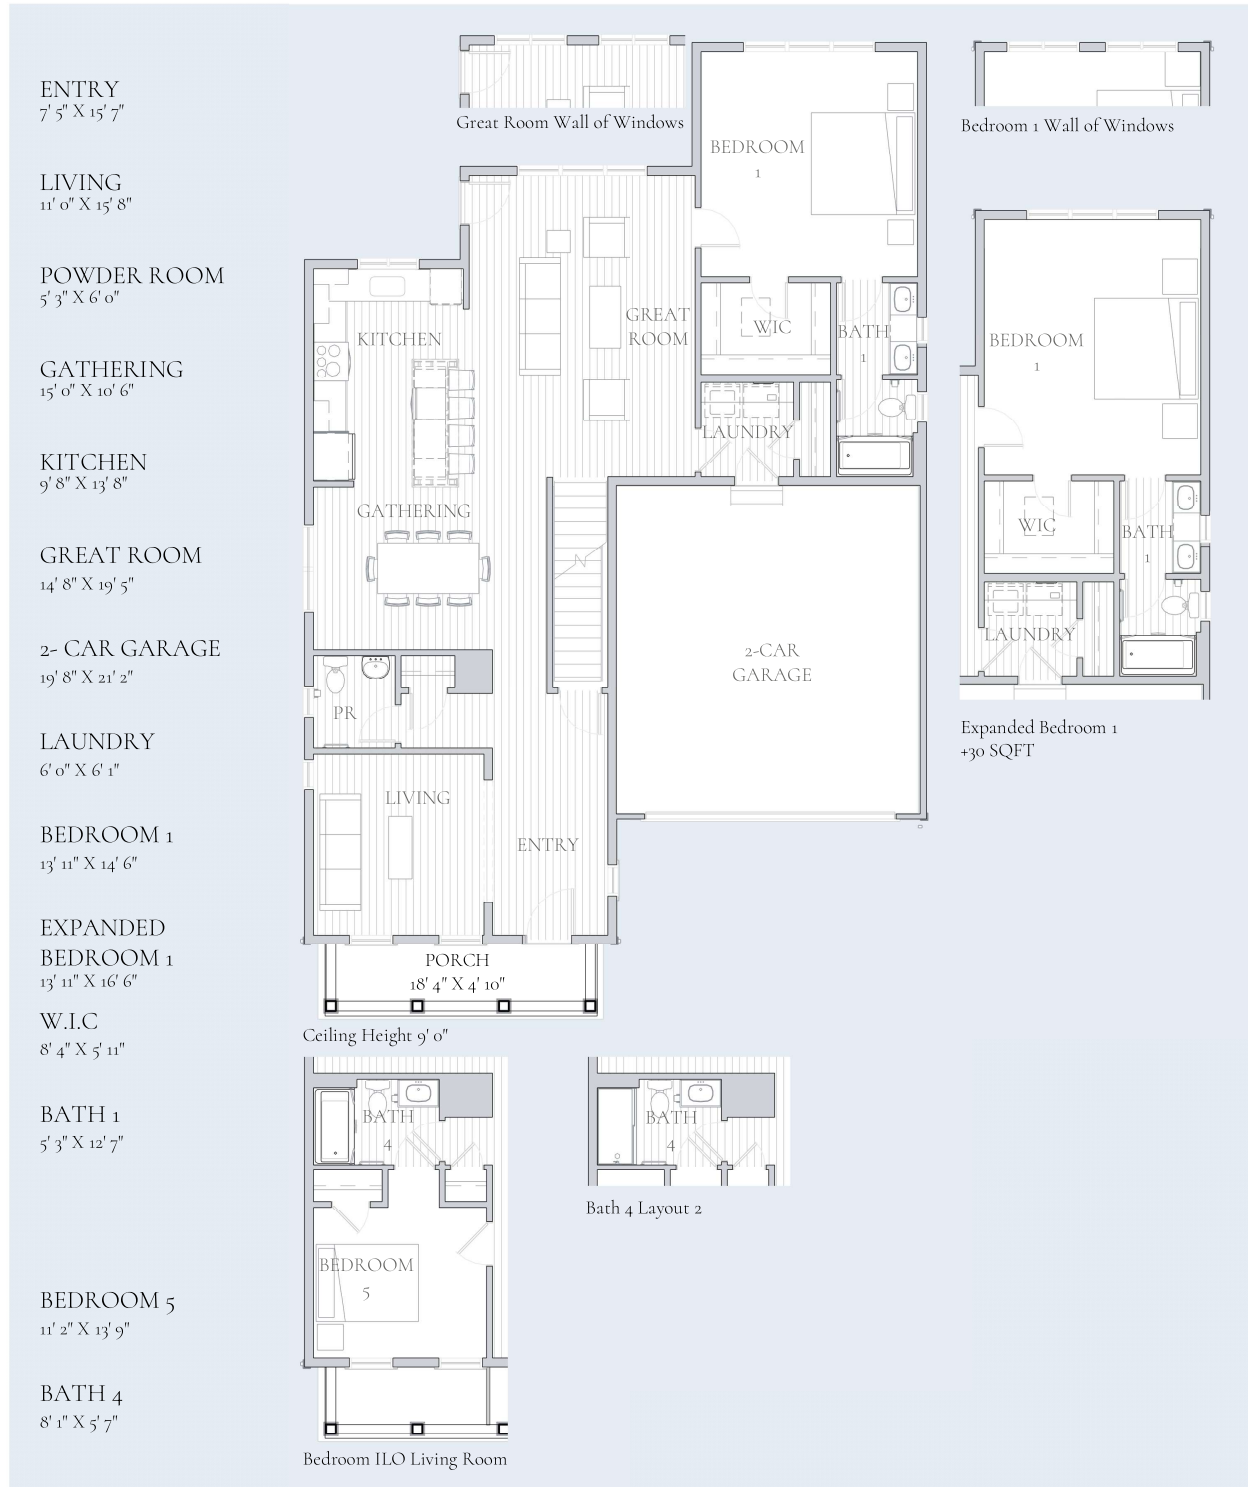 ENTRY
7' 5" X 15' 7"
LIVING
11' 0" X 15' 8"
POWDER ROOM
5' 3" X 6' 0"
GATHERING
15' 0" X 10' 6"
KITCHEN
9' 8" X 13' 8"
GREAT ROOM
14' 8" X 19' 5"
2- CAR GARAGE
19' 8" X 21' 2"
LAUNDRY
6' 0" X 6' 1"
BEDROOM 1
13' 11" X 14' 6"
EXPANDED
BEDROOM 1
13' 11" X 16' 6"
W.I.C
8' 4" X 5' 11"
BATH 1
5' 3" X 12' 7"
BEDROOM 5
11' 2" X 13' 9"
BATH 4
8' 1" X 5' 7"
Great Room Wall of Windows
BEDROOM
1
KITCHEN
GREAT
ROOM
WIC
BATH
1
LAUNDRY
GATHERING
2-CAR
GARAGE
PR
LIVING
ENTRY
PORCH
18' 4" X 4' 10"
Ceiling Height 9' 0"
Bedroom 1 Wall of Windows
BEDROOM
1
WIC
BATH
1
LAUNDRY
Expanded Bedroom 1
+30 SQFT
BATH
4
BEDROOM
5
Bedroom ILO Living Room
BATH
4
Bath 4 Layout 2